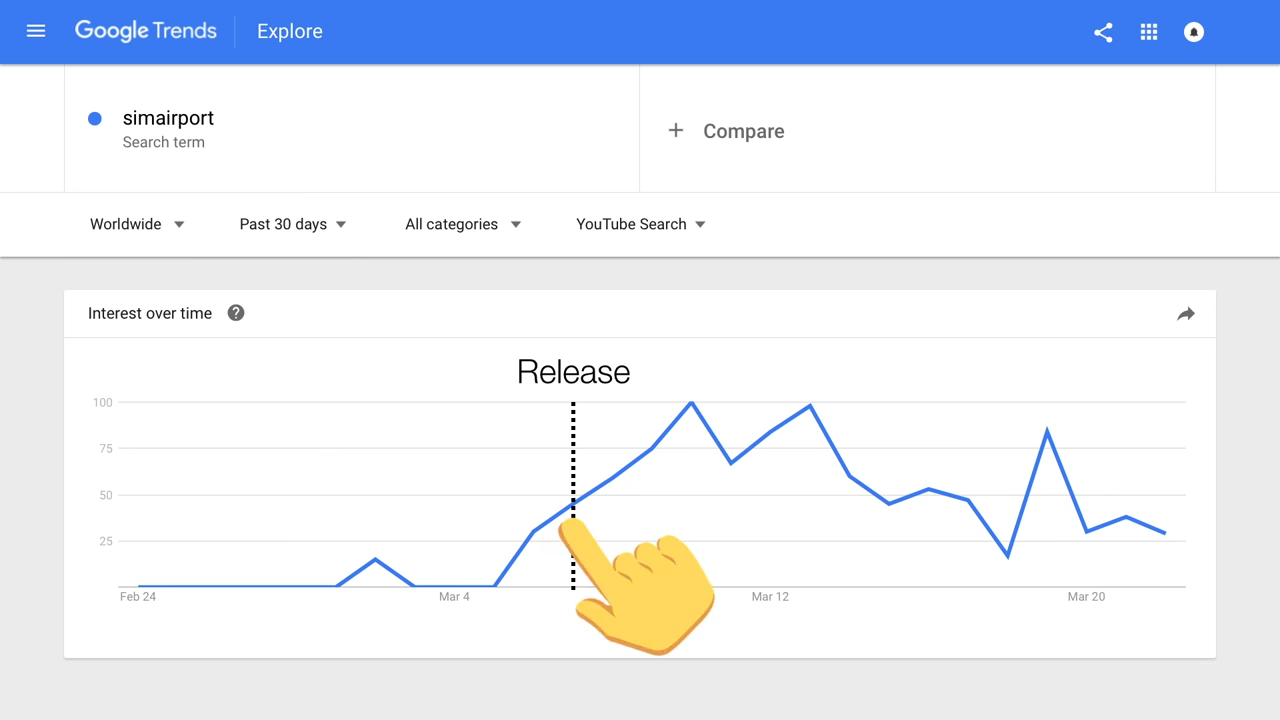 Google Trends
Explore
simairport
Search term
+ Compare
Worldwide
Past 30 days
All categories
YouTube Search
Interest over time
?
Release
100
75
50
25
Feb 24
Mar 4
Mar 12
Mar 20